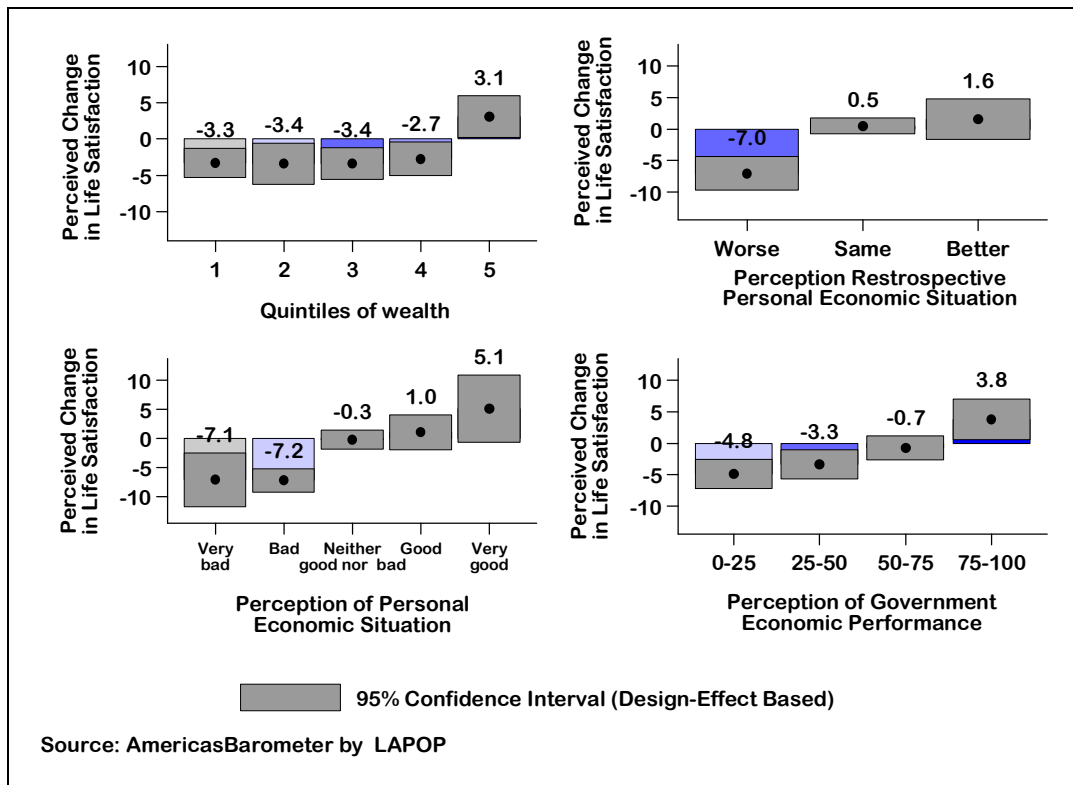 Perceived Change
in Life Satisfaction
10
5
0
-5
-10
-3.3
-3.4
-3.4
-2.7
3.1
1
2
3
4
5
Quintiles of wealth
Perceived Change
in Life Satisfaction
10
5
0
-5
-10
-7.0
0.5
1.6
Worse
Same
Better
Perception Restrospective
Personal Economic Situation
Perceived Change
in Life Satisfaction
10
5
0
-5
-10
-7.1
-7.2
-0.3
1.0
5.1
Very
bad
Bad
Neither
good nor bad
Good
Very
good
Perception of Personal
Economic Situation
Perceived Change
in Life Satisfaction
10
5
0
-5
-10
-4.8
-3.3
-0.7
3.8
0-25
25-50
50-75
75-100
Perception of Government
Economic Performance
95% Confidence Interval (Design-Effect Based)
Source: AmericasBarometer by LAPOP